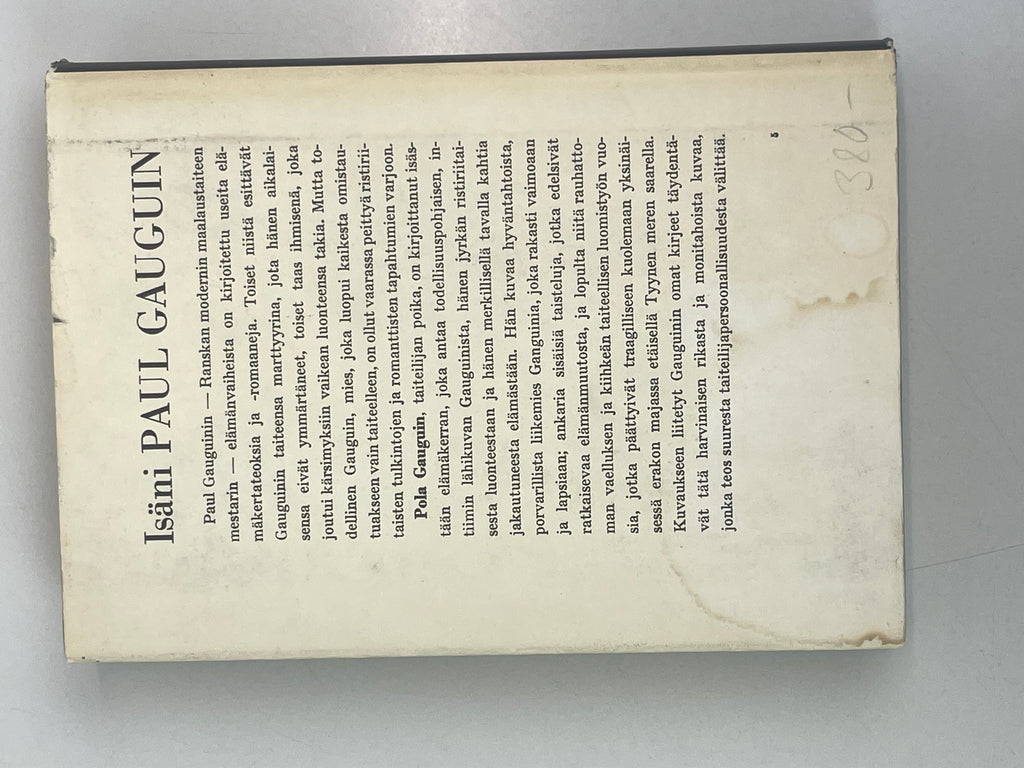 Isäni PAUL GAUGUIN
Paul Gauguinin — Ranskan modernin maalaustaiteen
mestarin — elämänvaiheista on kirjoitettu useita elä-
mäkertateoksia ja -romaaneja. Toiset niistä esittävät
Gauguinin taiteensa marttyyrina, jota hänen aikalai-
sensa eivät ymmärtäneet, toiset taas ihmisenä, joka
joutui kärsimyksiin vaikean luonteensa takia. Mutta to-
dellinen Gauguin, mies, joka luopui kaikesta omistau-
tuakseen vain taiteelleen, on ollut vaarassa peittyä ristirii-
taisten tulkintojen ja romanttisten tapahtumien varjoon.
Pola Gauguin, taiteilijan poika, on kirjoittanut isäs-
tään elämäkerran, joka antaa todellisuuspohjaisen, in-
tiimin lähikuvan Gauguinista, hänen jyrkän ristiriitai-
sesta luonteestaan ja hänen merkillisellä tavalla kahtia
jakautuneesta elämästään. Hän kuvaa hyväntahtoista,
porvarillista liikemies Ganguinia, joka rakasti vaimoaan
ja lapsiaan; ankaria sisäisiä taisteluja, jotka edelsivät
ratkaisevaa elämänmuutosta, ja lopulta niitä rauhatto-
man vaelluksen ja kiihkeän taiteellisen luomistyön vuo-
sia, jotka päättyivät traagilliseen kuolemaan yksinäi-
sessä erakon majassa etäisellä Tyynen meren saarella.
Kuvaukseen liitetyt Gauguinin omat kirjeet täydentä-
vät tätä harvinaisen rikasta ja monitahoista kuvaa,
jonka teos suuresta taiteilijapersoonallisuudesta välittää.
5
380-